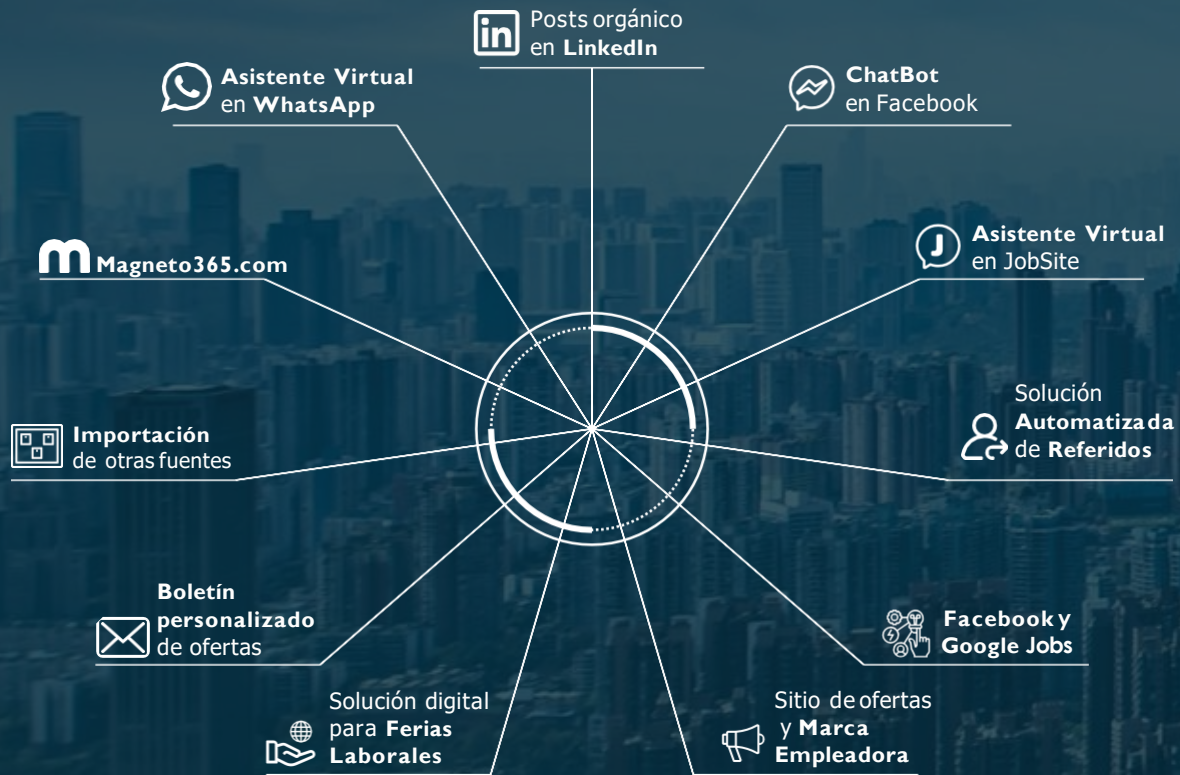 Posts orgánico
en LinkedIn
ChatBot
en Facebook
Asistente Virtual
en JobSite
Solución
Automatizada
de Referidos
Facebook y
Google Jobs
Sitio de ofertas
y Marca
Empleadora
Solución digital
para Ferias
Laborales
Boletín
personalizado
de ofertas
Importación
de otras fuentes
m Magneto365.com
Asistente Virtual
en WhatsApp